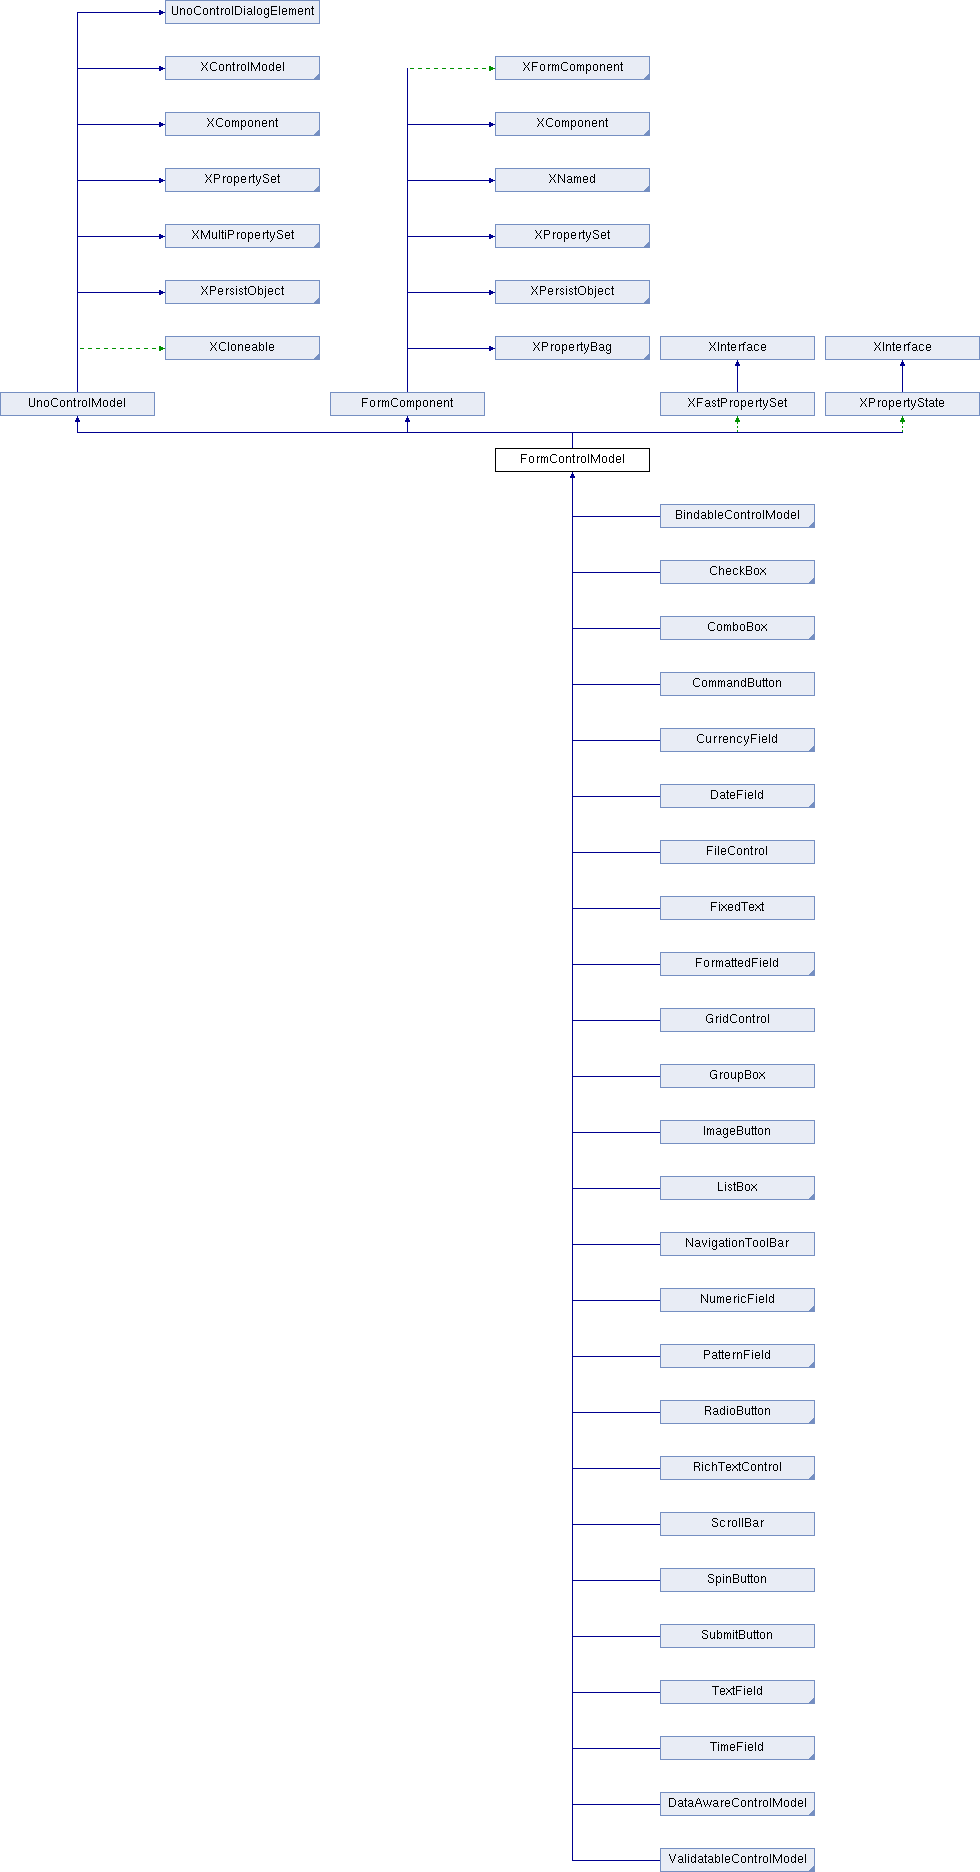 UnoControlDialogElement
XControlModel
XFormComponent
XComponent
XComponent
XPropertySet
XNamed
XMultiPropertySet
XPropertySet
XPersistObject
XPersistObject
XCloneable
XPropertyBag
XInterface
XInterface
UnoControlModel
FormComponent
XFastPropertySet
XPropertyState
FormControlModel
BindableControlModel
CheckBox
ComboBox
CommandButton
CurrencyField
DateField
FileControl
FixedText
FormattedField
GridControl
GroupBox
ImageButton
ListBox
NavigationToolBar
NumericField
PatternField
RadioButton
RichTextControl
ScrollBar
SpinButton
SubmitButton
TextField
TimeField
DataAwareControlModel
ValidatableControlModel